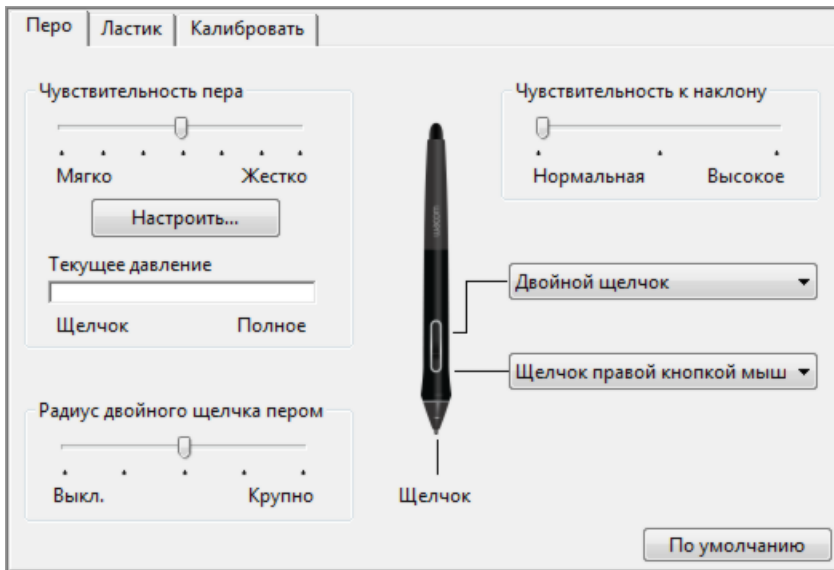 Перо
Ластик
Калибровать
Чувствительность пера
Мягко
Жестко
Настроить...
Текущее давление
Щелчок
Полное
Радиус двойного щелчка пером
Выкл.
Крупно
wacom
Щелчок
Чувствительность к наклону
Нормальная
Высокое
Двойной щелчок
Щелчок правой кнопкой мыш
По умолчанию